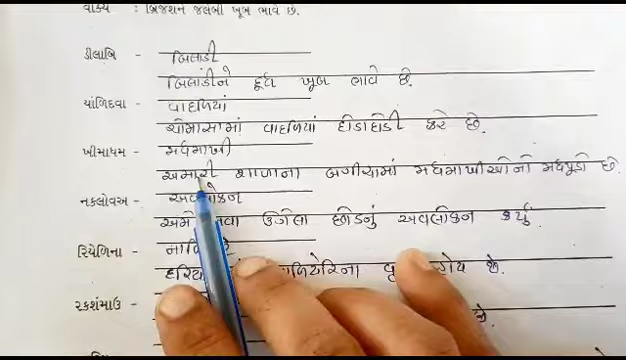 વાક્ય : બ્રિજેશને જલેબી ખૂબ ભાવે છે.
ડીલાબિ - બિલાડી
બિલાડીને દૂધ ખૂબ ભાવે છે.
યાંળિદવા - વાદળિયાં
ચોમાસામાં વાદળિયાં દોડાદોડી કરે છે.
ખીમાધમ - મધમાખી
અમારી શાળાના બગીચામાં મધમાખીઓનો મધપૂડો છે.
નકલોવઅ - અવલોકન
અમે નવા ઉગેલા છોડનું અવલોકન કર્યું.
રિયેળિના -
છે.
રકશંમાઉ -
છે.